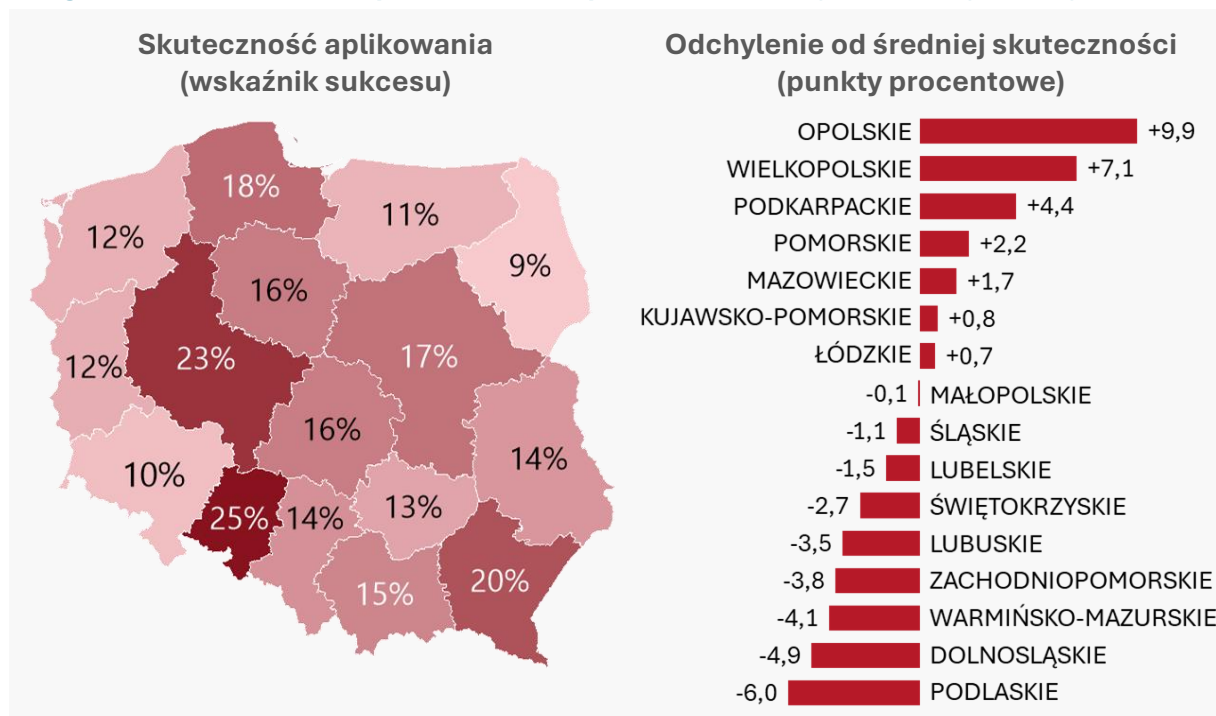 Skuteczność aplikowania
(wskaźnik sukcesu)
18%
11%
12%
9%
16%
23%
17%
12%
16%
14%
10%
25%
14%
13%
15%
20%
Odchylenie od średniej skuteczności
(punkty procentowe)
OPOLSKIE +9,9
WIELKOPOLSKIE +7,1
PODKARPACKIE +4,4
POMORSKIE +2,2
MAZOWIECKIE +1,7
KUJAWSKO-POMORSKIE +0,8
ŁÓDZKIE +0,7
-0,1 MAŁOPOLSKIE
-1,1 ŚLĄSKIE
-1,5 LUBELSKIE
-2,7 ŚWIĘTOKRZYSKIE
-3,5 LUBUSKIE
-3,8 ZACHODNIOPOMORSKIE
-4,1 WARMIŃSKO-MAZURSKIE
-4,9 DOLNOSLĄSKIE
-6,0 PODLASKIE